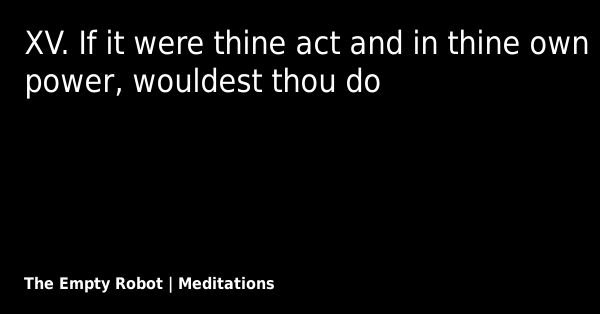 XV. If it were thine act and in thine own
power, wouldest thou do
The Empty Robot | Meditations